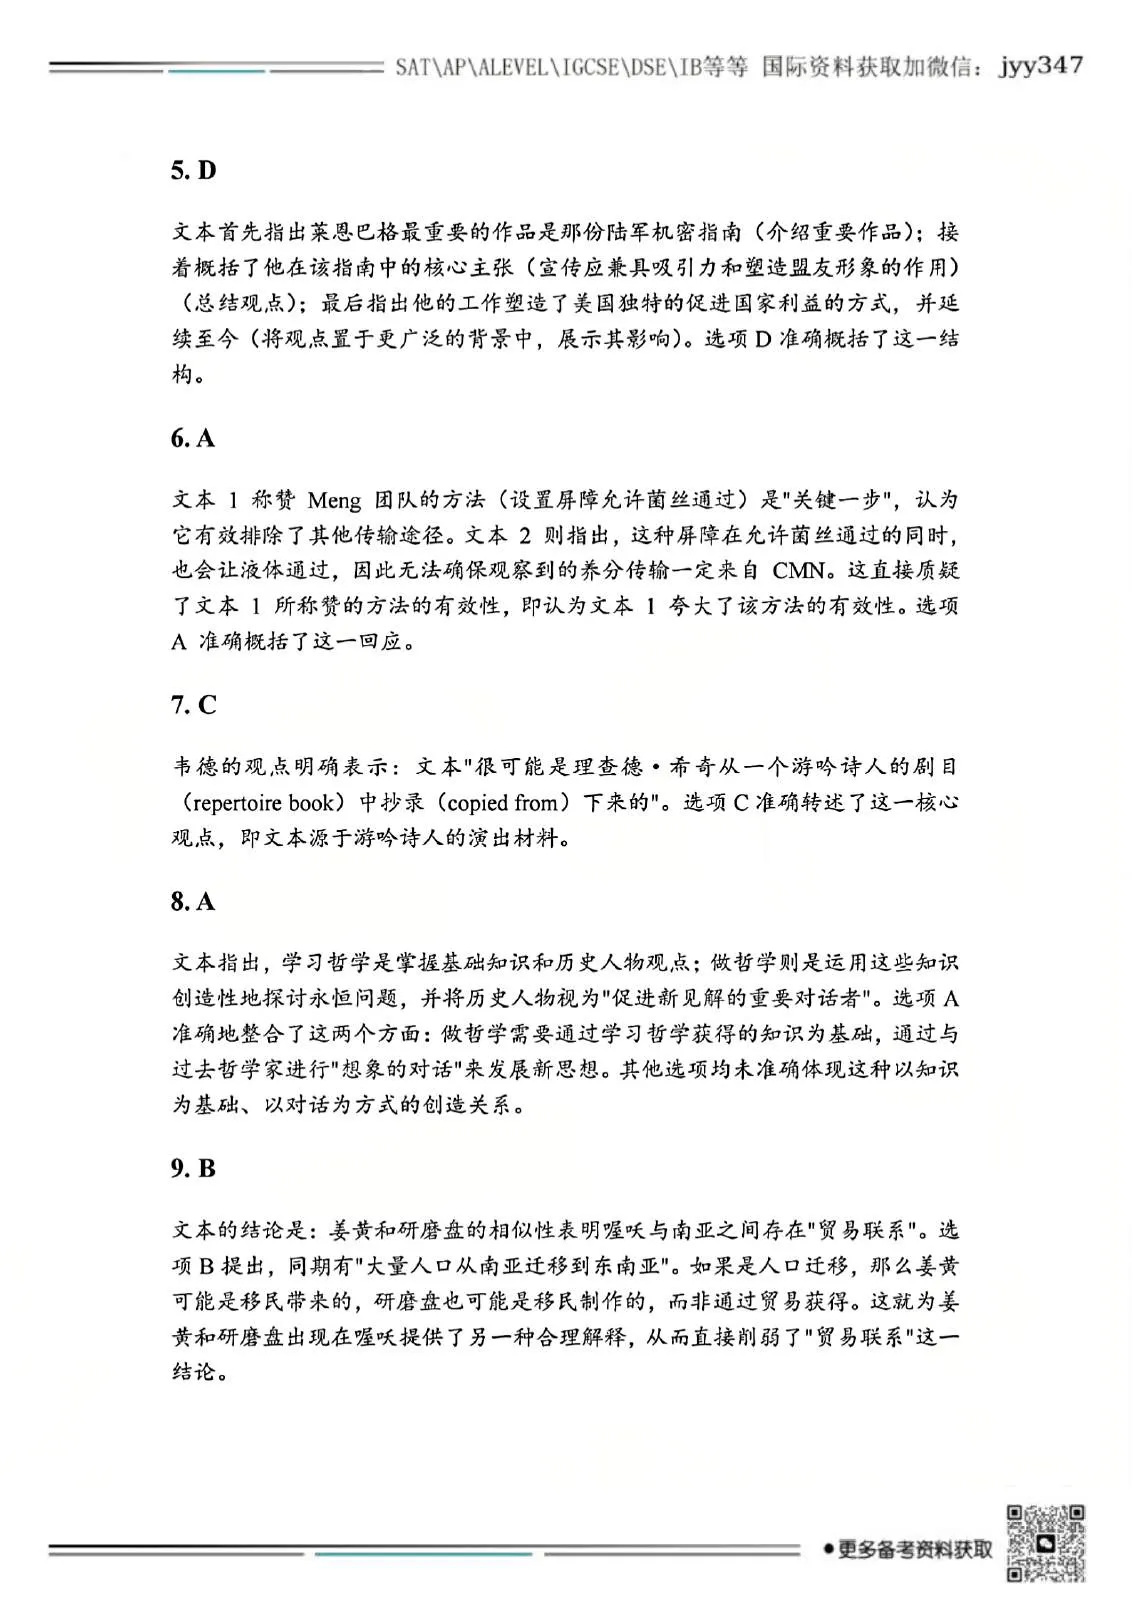 SAT\AP\ALEVEL\IGCSE\DSE\IB等等 国际资料获取加微信：jyy347
5. D
文本首先指出莱恩巴格最重要的作品是那份陆军机密指南（介绍重要作品）；接
着概括了他在该指南中的核心主张（宣传应兼具吸引力和塑造盟友形象的作用）
（总结观点）；最后指出他的工作塑造了美国独特的促进国家利益的方式，并延
续至今（将观点置于更广泛的背景中，展示其影响）。选项 D 准确概括了这一结
构。
6. A
文本 1 称赞 Meng 团队的方法（设置屏障允许菌丝通过）是"关键一步"，认为
它有效排除了其他传输途径。文本 2 则指出，这种屏障在允许菌丝通过的同时，
也会让液体通过，因此无法确保观察到的养分传输一定来自 CMN。这直接质疑
了文本 1 所称赞的方法的有效性，即认为文本 1 夸大了该方法的有效性。选项
A 准确概括了这一回应。
7. C
韦德的观点明确表示：文本"很可能是理查德·希奇从一个游吟诗人的剧目
（repertoire book）中抄录（copied from）下来的"。选项 C 准确转述了这一核心
观点，即文本源于游吟诗人的演出材料。
8. A
文本指出，学习哲学是掌握基础知识和历史人物观点；做哲学则是运用这些知识
创造性地探讨永恒问题，并将历史人物视为"促进新见解的重要对话者"。选项 A
准确地整合了这两个方面：做哲学需要通过学习哲学获得的知识为基础，通过与
过去哲学家进行"想象的对话"来发展新思想。其他选项均未准确体现这种以知识
为基础、以对话为方式的创造关系。
9. B
文本的结论是：姜黄和研磨盘的相似性表明喔呋与南亚之间存在"贸易联系"。选
项 B 提出，同期有"大量人口从南亚迁移到东南亚"。如果是人口迁移，那么姜黄
可能是移民带来的，研磨盘也可能是移民制作的，而非通过贸易获得。这就为姜
黄和研磨盘出现在喔呋提供了另一种合理解释，从而直接削弱了"贸易联系"这一
结论。
●更多备考资料获取